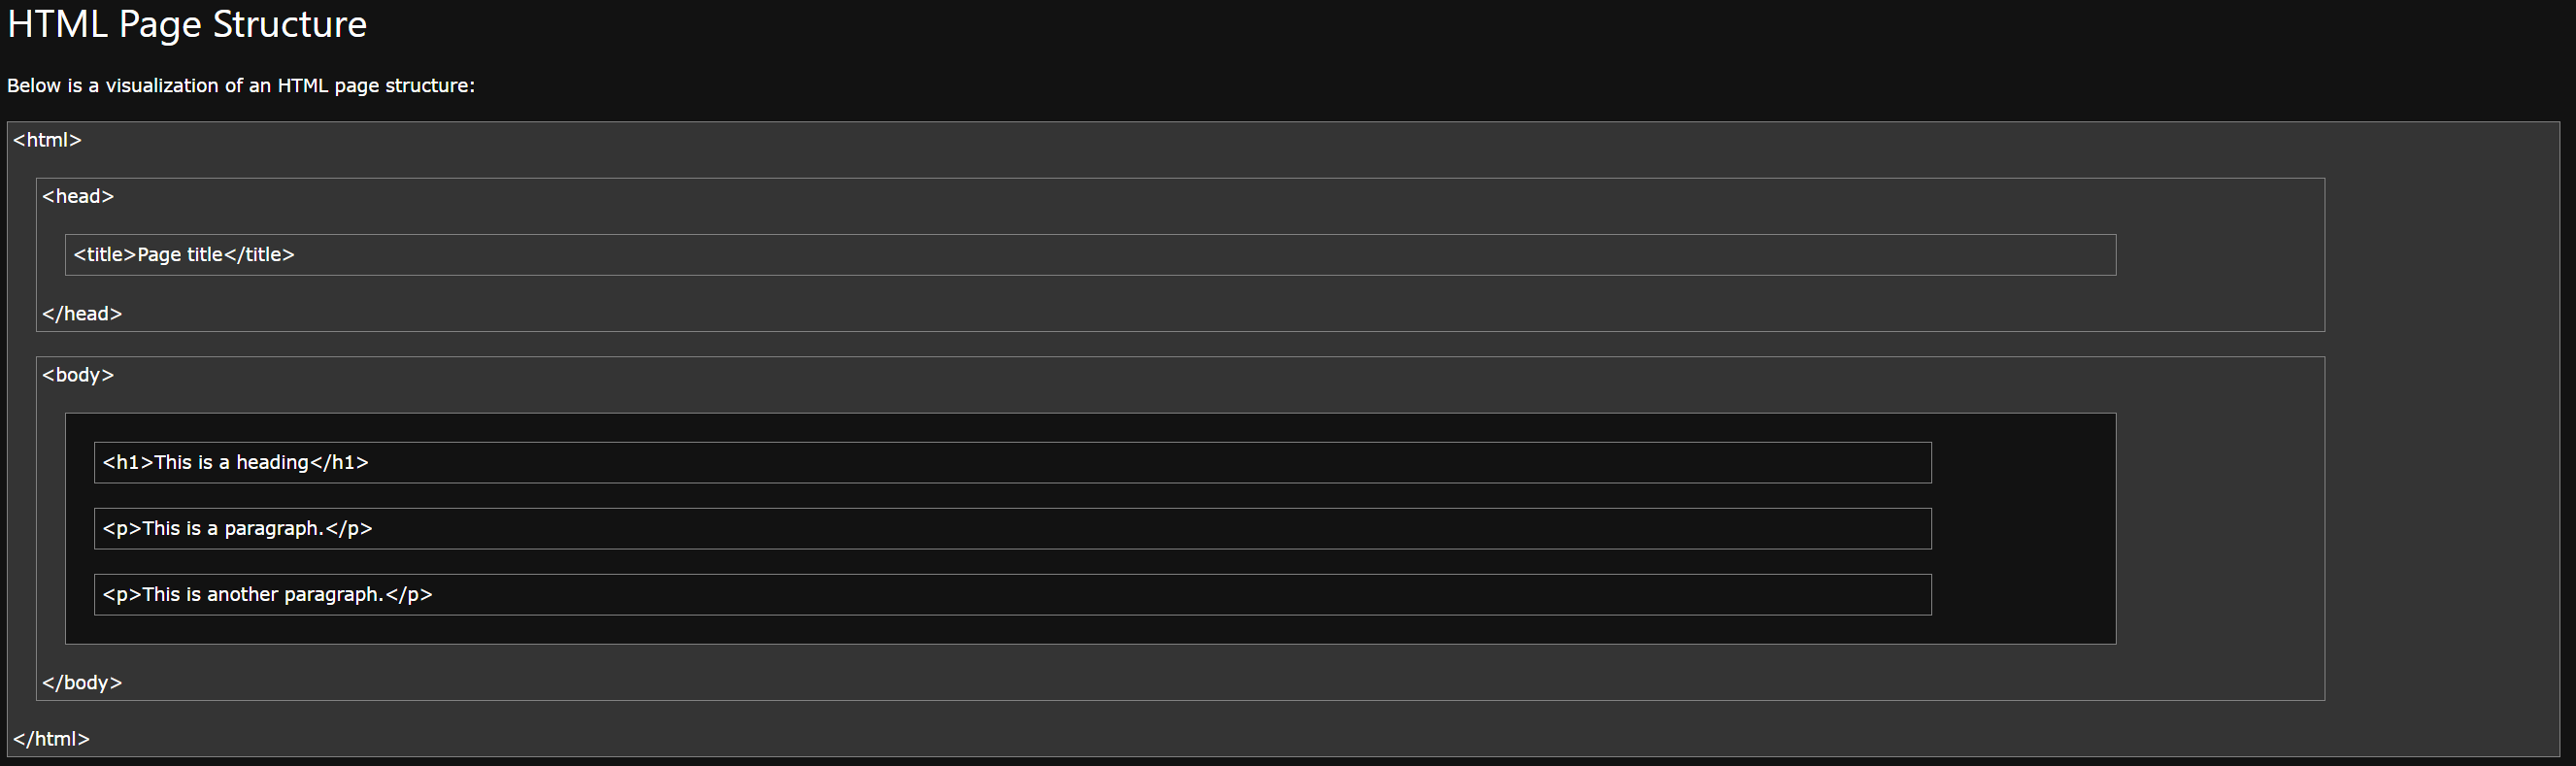 HTML Page Structure
Below is a visualization of an HTML page structure:
<html>
<head>
<title>Page title</title>
</head>
<body>
<h1>This is a heading</h1>
<p>This is a paragraph.</p>
<p>This is another paragraph.</p>
</body>
</html>